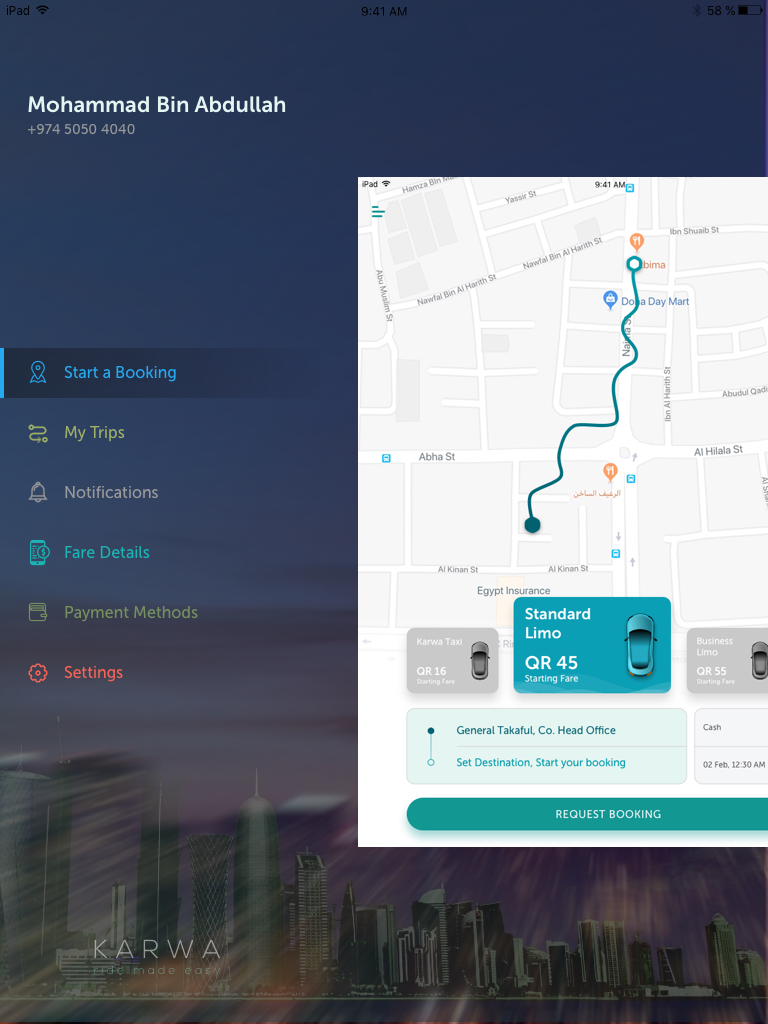 iPad
9:41 AM
58 %
Mohammad Bin Abdullah
+974 5050 4040
Start a Booking
My Trips
Notifications
Fare Details
Payment Methods
Settings
KARWA
ride made easy
iPad
9:41 AM
Hamza Bin
Yassir St
Ibn Shuaib St
Nawfal Bin Al Harith St
bima
Nawfal Bin Al Harith St
Abu Muslim St
Doha Day Mart
St
Ibn Al Harith St
Abudul Qadi
Abha St
Al Hilala St
الرغيف الساخن
Al Kinan St
Al Kinan St
Egypt Insurance
Karwa Taxi
QR 16
Starting Fare
Standard
Limo
QR 45
Starting Fare
Business
Limo
QR 55
Starting Fare
General Takaful, Co. Head Office
Set Destination, Start your booking
Cash
02 Feb, 12:30 AM
REQUEST BOOKING